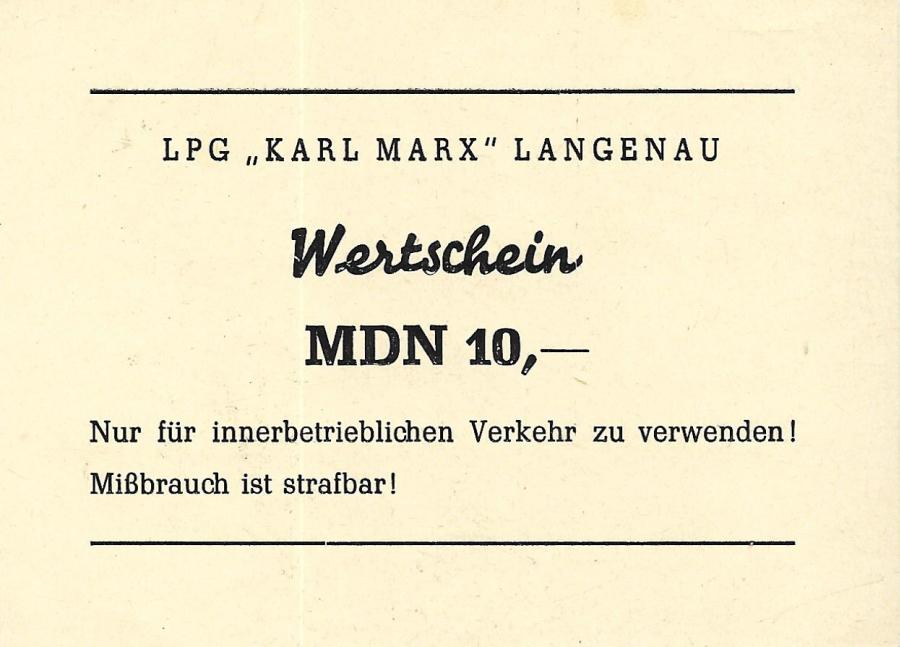 LPG „KARL MARX" LANGENAU
Wertschein
MDN 10,—
Nur für innerbetrieblichen Verkehr zu verwenden!
Mißbrauch ist strafbar!